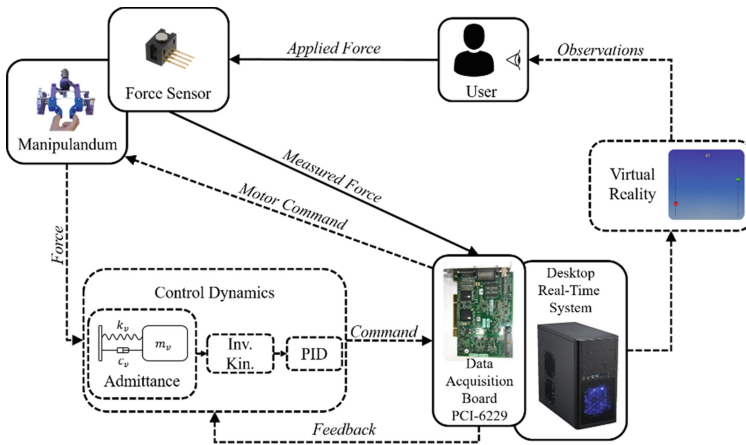 Applied Force
Observations
Force Sensor
User
Manipulandum
Measured Force
Motor Command
Virtual
Reality
Force
Control Dynamics
k_v
m_v
c_v
Admittance
Inv.
Kin.
PID
Command
Data
Acquisition
Board
PCI-6229
Desktop
Real-Time
System
Feedback